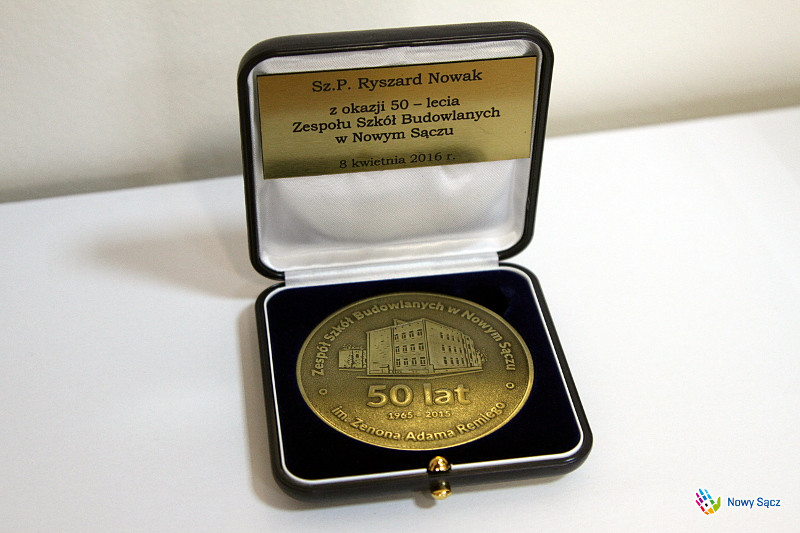 Sz.P. Ryszard Nowak
z okazji 50 – lecia
Zespołu Szkół Budowlanych
w Nowym Sączu
8 kwietnia 2016 r.
Zespół Szkół Budowlanych w Nowym Sączu
50 lat
1965 - 2015
im. Zenona Adama Remiego
Nowy Sącz